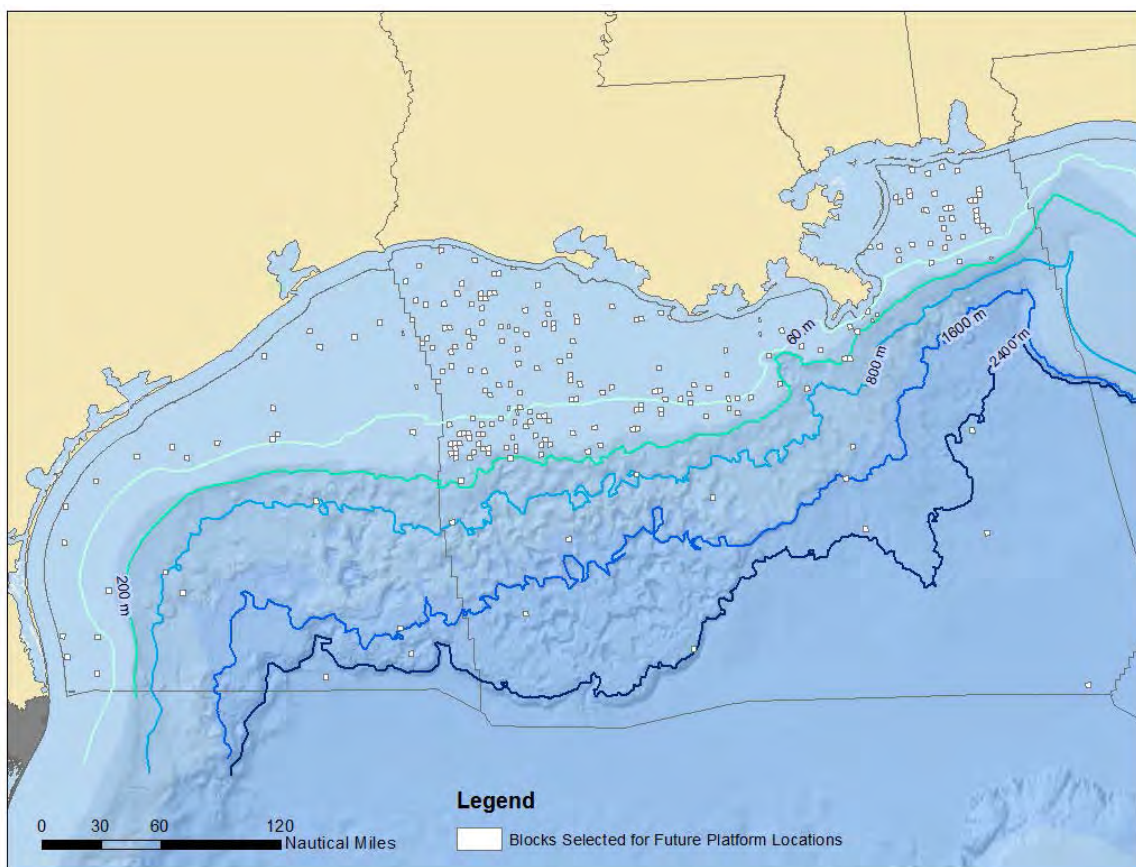 60 m
800 m
1600 m
2400 m
200 m
Legend
Blocks Selected for Future Platform Locations
0 30 60 120
Nautical Miles